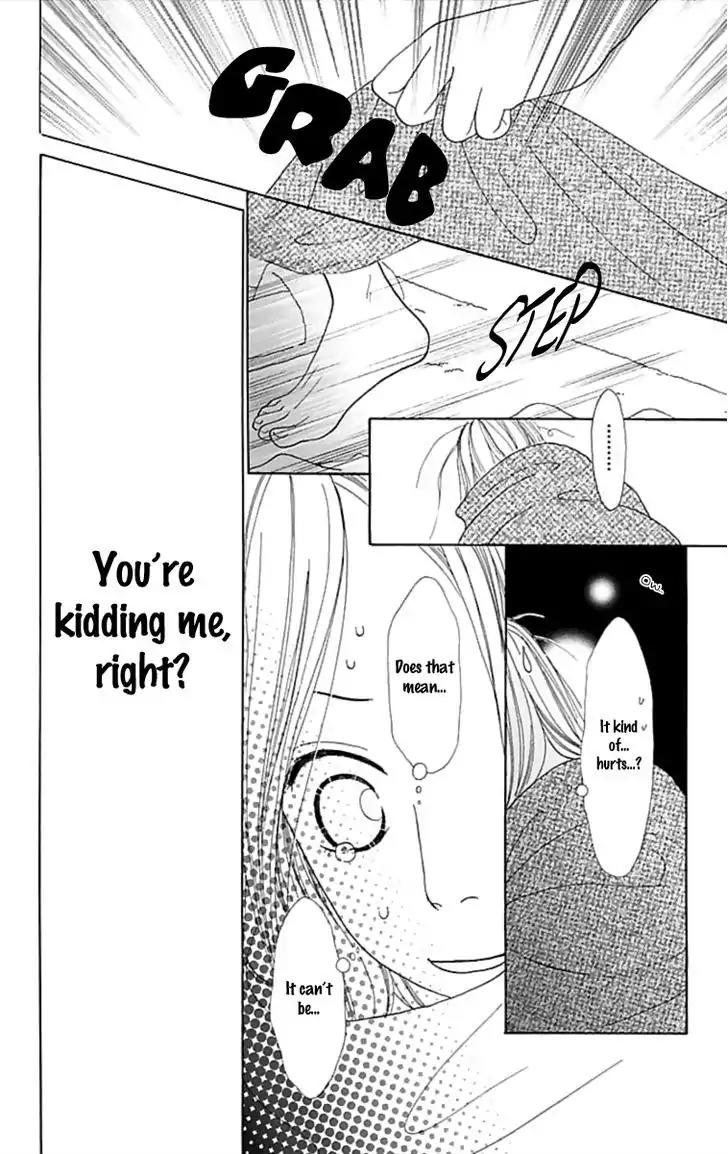 GRAB
STEP
.........
Ow.
It kind
of...
hurts...?
Does that
mean...
It can't
be...
You're
kidding me,
right?